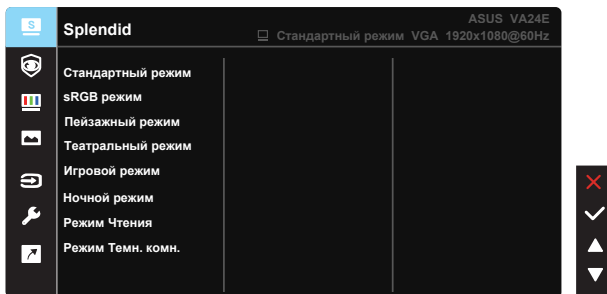 S
Splendid
ASUS VA24E
Стандартный режим VGA 1920x1080@60Hz
Стандартный режим
sRGB режим
Пейзажный режим
Театральный режим
Игровой режим
Ночной режим
Режим Чтения
Режим Темн. комн.